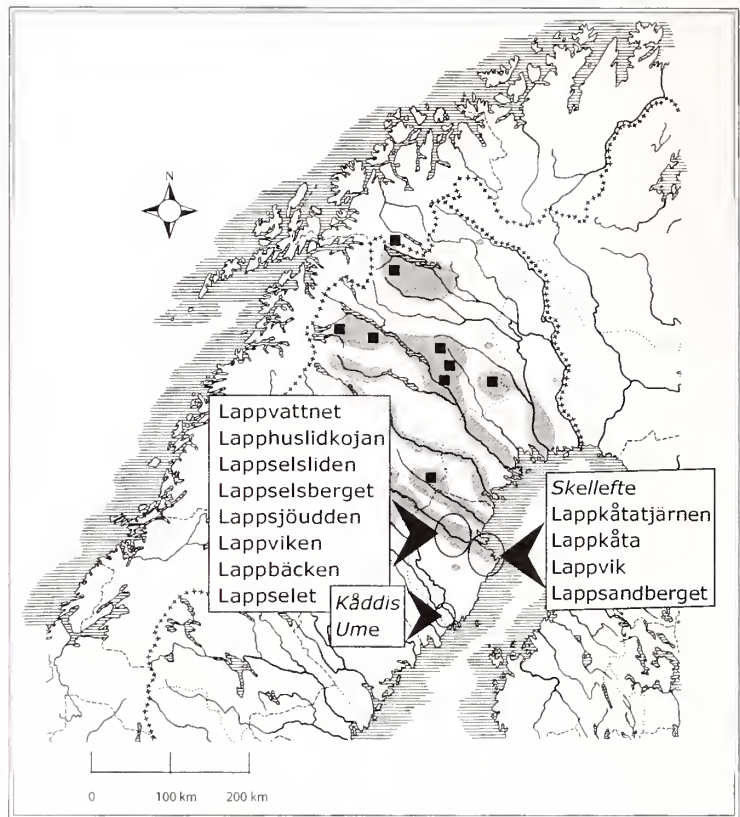 N
Lappvattnet
Lapphuslidkojan
Lappselsliden
Lappselsberget
Lappsjöudden
Lappviken
Lappbäcken
Lappselet
Skellefte
Lappkåtatjärnen
Lappkåta
Lappvik
Lappsandberget
Kåddis
Ume
0 100 km 200 km